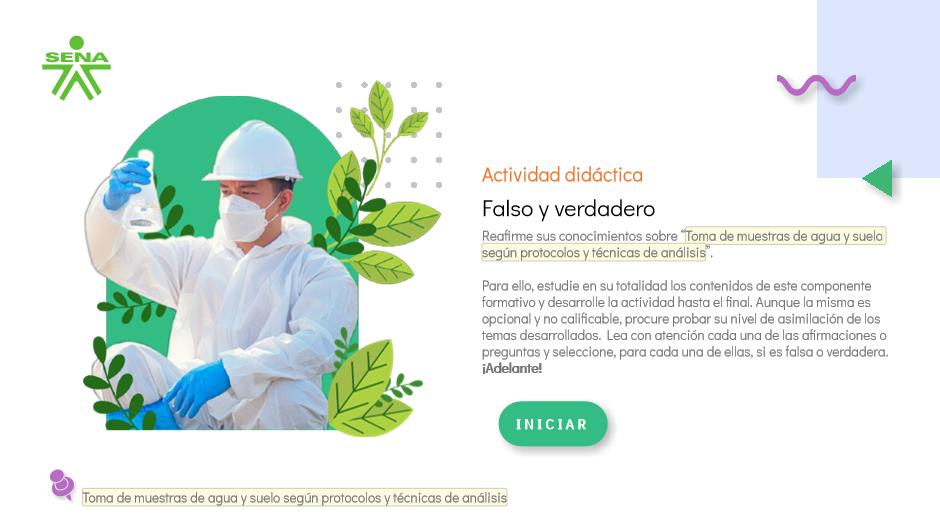 SENA
Actividad didáctica
Falso y verdadero
Reafirme sus conocimientos sobre “Toma de muestras de agua y suelo
según protocolos y técnicas de análisis”.
Para ello, estudie en su totalidad los contenidos de este componente
formativo y desarrolle la actividad hasta el final. Aunque la misma es
opcional y no calificable, procure probar su nivel de asimilación de los
temas desarrollados. Lea con atención cada una de las afirmaciones o
preguntas y seleccione, para cada una de ellas, si es falsa o verdadera.
¡Adelante!
INICIAR
Toma de muestras de agua y suelo según protocolos y técnicas de análisis